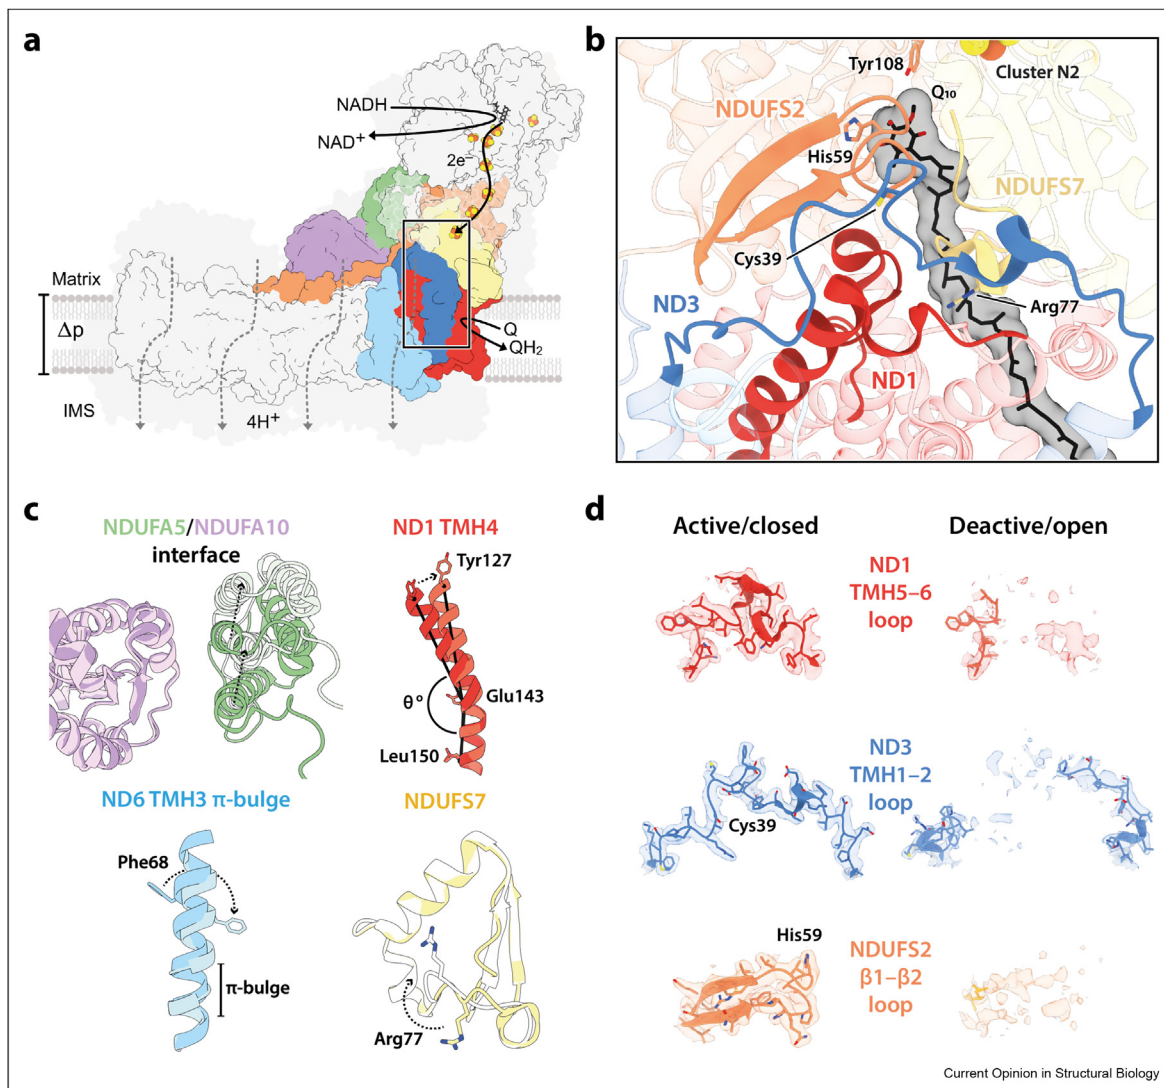 a
NADH
NAD⁺
2e⁻
Matrix
Δp
IMS
4H⁺
Q
QH₂
b
Tyr108
Cluster N2
Q₁₀
NDUFS2
His59
NDUFS7
Cys39
ND3
Arg77
ND1
c
NDUFA5/NDUFA10
interface
ND1 TMH4
Tyr127
θ°
Glu143
Leu150
ND6 TMH3 π-bulge
Phe68
π-bulge
NDUFS7
Arg77
d
Active/closed
Deactive/open
ND1
TMH5–6
loop
ND3
TMH1–2
loop
Cys39
His59
NDUFS2
β1–β2
loop
Current Opinion in Structural Biology